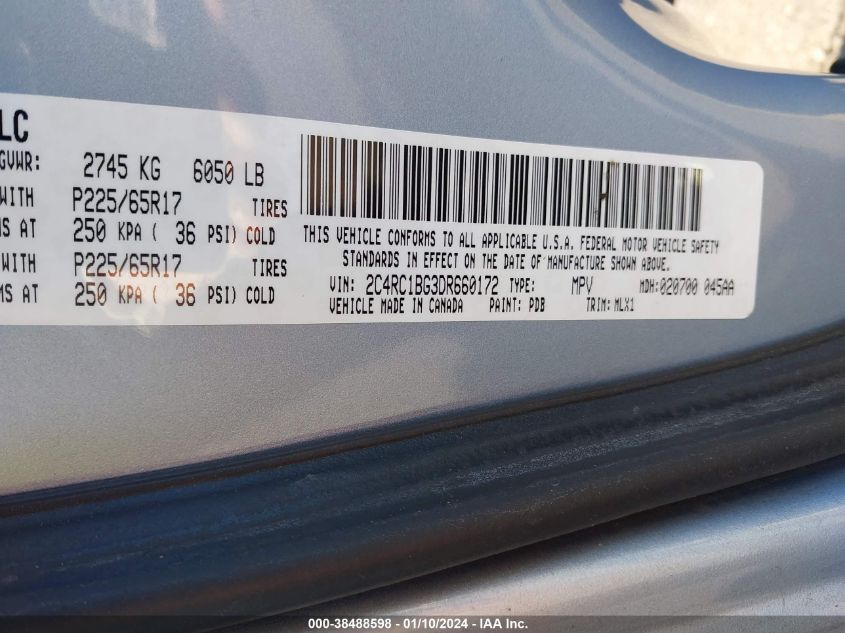 LC
GVWR: 2745 KG 6050 LB
WITH P225/65R17 TIRES
MS AT 250 KPA ( 36 PSI) COLD
WITH P225/65R17 TIRES
MS AT 250 KPA ( 36 PSI) COLD
THIS VEHICLE CONFORMS TO ALL APPLICABLE U.S.A. FEDERAL MOTOR VEHICLE SAFETY
STANDARDS IN EFFECT ON THE DATE OF MANUFACTURE SHOWN ABOVE.
VIN: 2C4RC1BG3DR660172 TYPE: MPV MDH:020700 045AA
VEHICLE MADE IN CANADA PAINT: PDB TRIM: MLX1
000-38488598 - 01/10/2024 - IAA Inc.